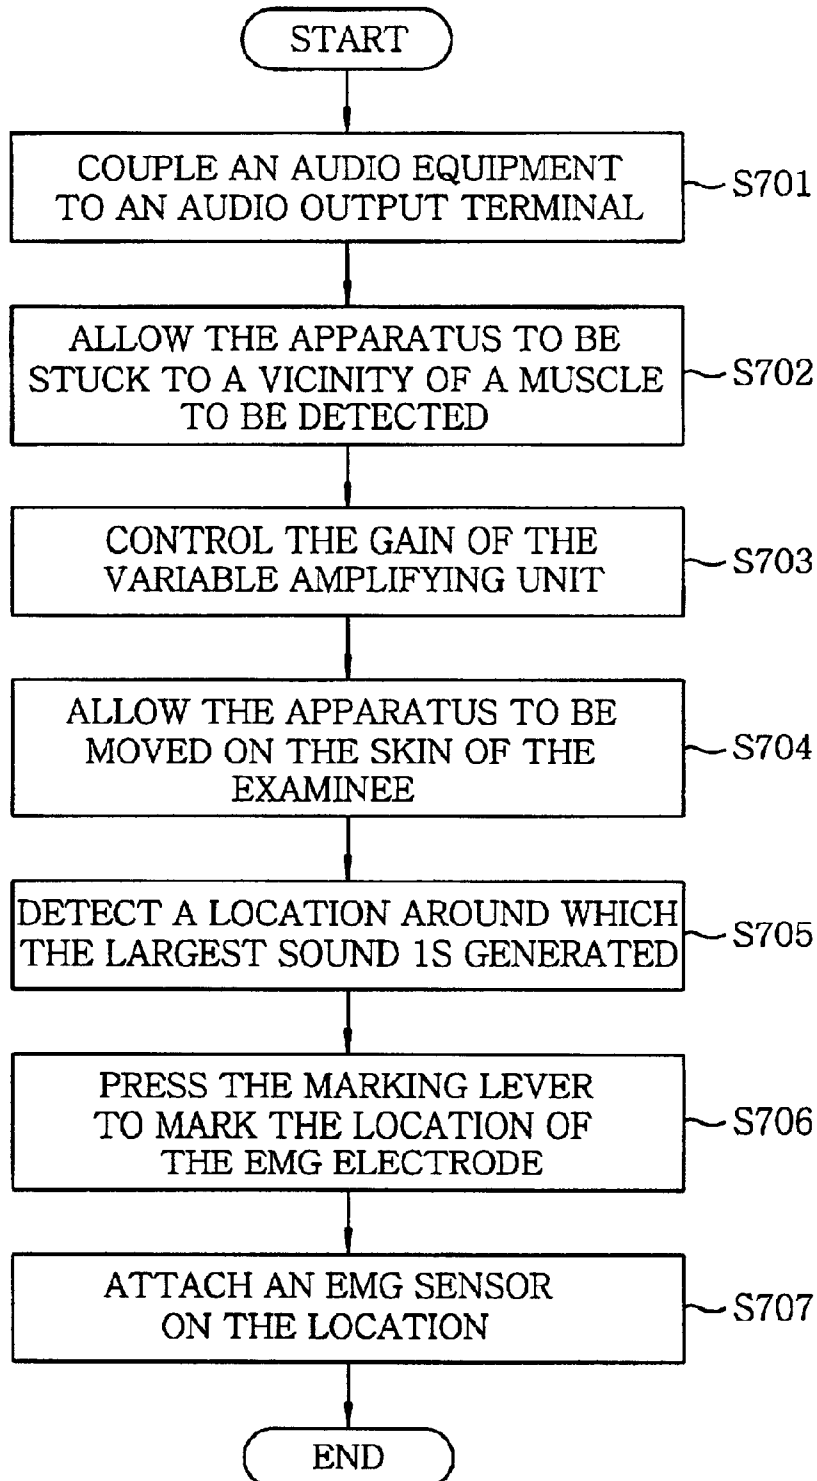 START
COUPLE AN AUDIO EQUIPMENT
TO AN AUDIO OUTPUT TERMINAL
S701
ALLOW THE APPARATUS TO BE
STUCK TO A VICINITY OF A MUSCLE
TO BE DETECTED
S702
CONTROL THE GAIN OF THE
VARIABLE AMPLIFYING UNIT
S703
ALLOW THE APPARATUS TO BE
MOVED ON THE SKIN OF THE
EXAMINEE
S704
DETECT A LOCATION AROUND WHICH
THE LARGEST SOUND 1S GENERATED
S705
PRESS THE MARKING LEVER
TO MARK THE LOCATION OF
THE EMG ELECTRODE
S706
ATTACH AN EMG SENSOR
ON THE LOCATION
S707
END